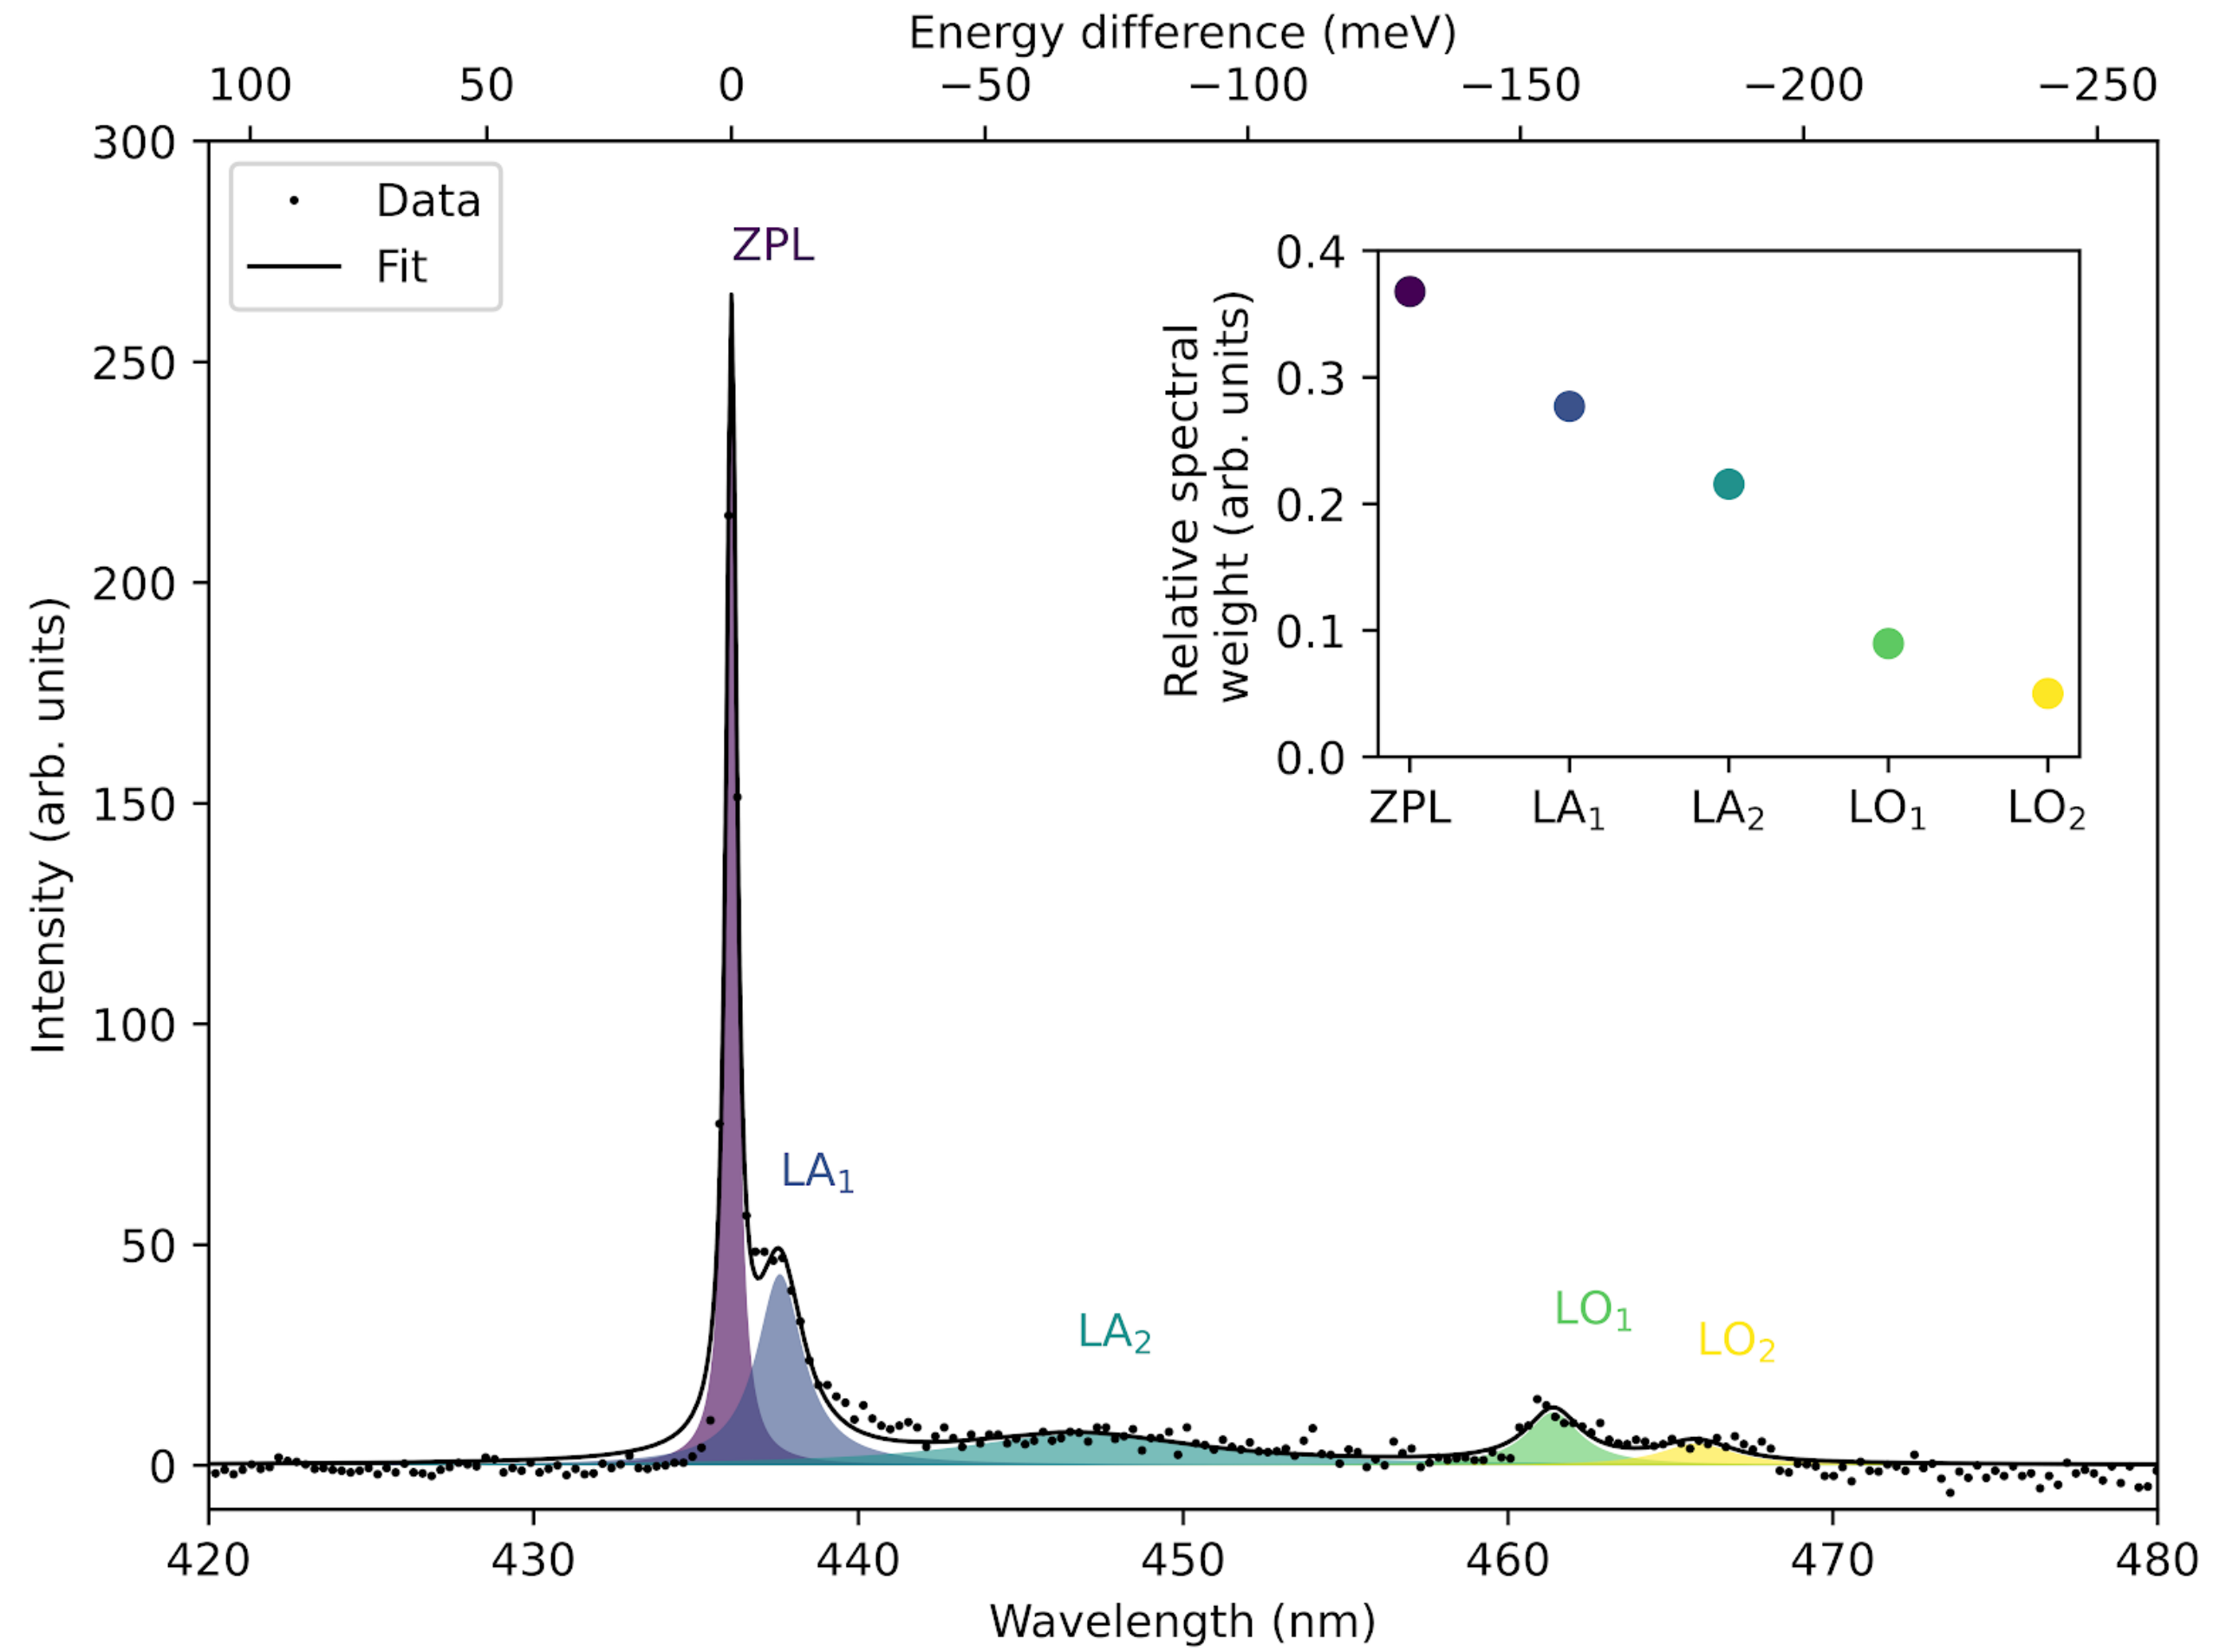 Energy difference (meV)
100 50 0 −50 −100 −150 −200 −250
300
250
200
150
100
50
0
Intensity (arb. units)
Data
Fit
ZPL
LA₁
LA₂
LO₁
LO₂
0.4
0.3
0.2
0.1
0.0
Relative spectral
weight (arb. units)
ZPL LA₁ LA₂ LO₁ LO₂
420 430 440 450 460 470 480
Wavelength (nm)